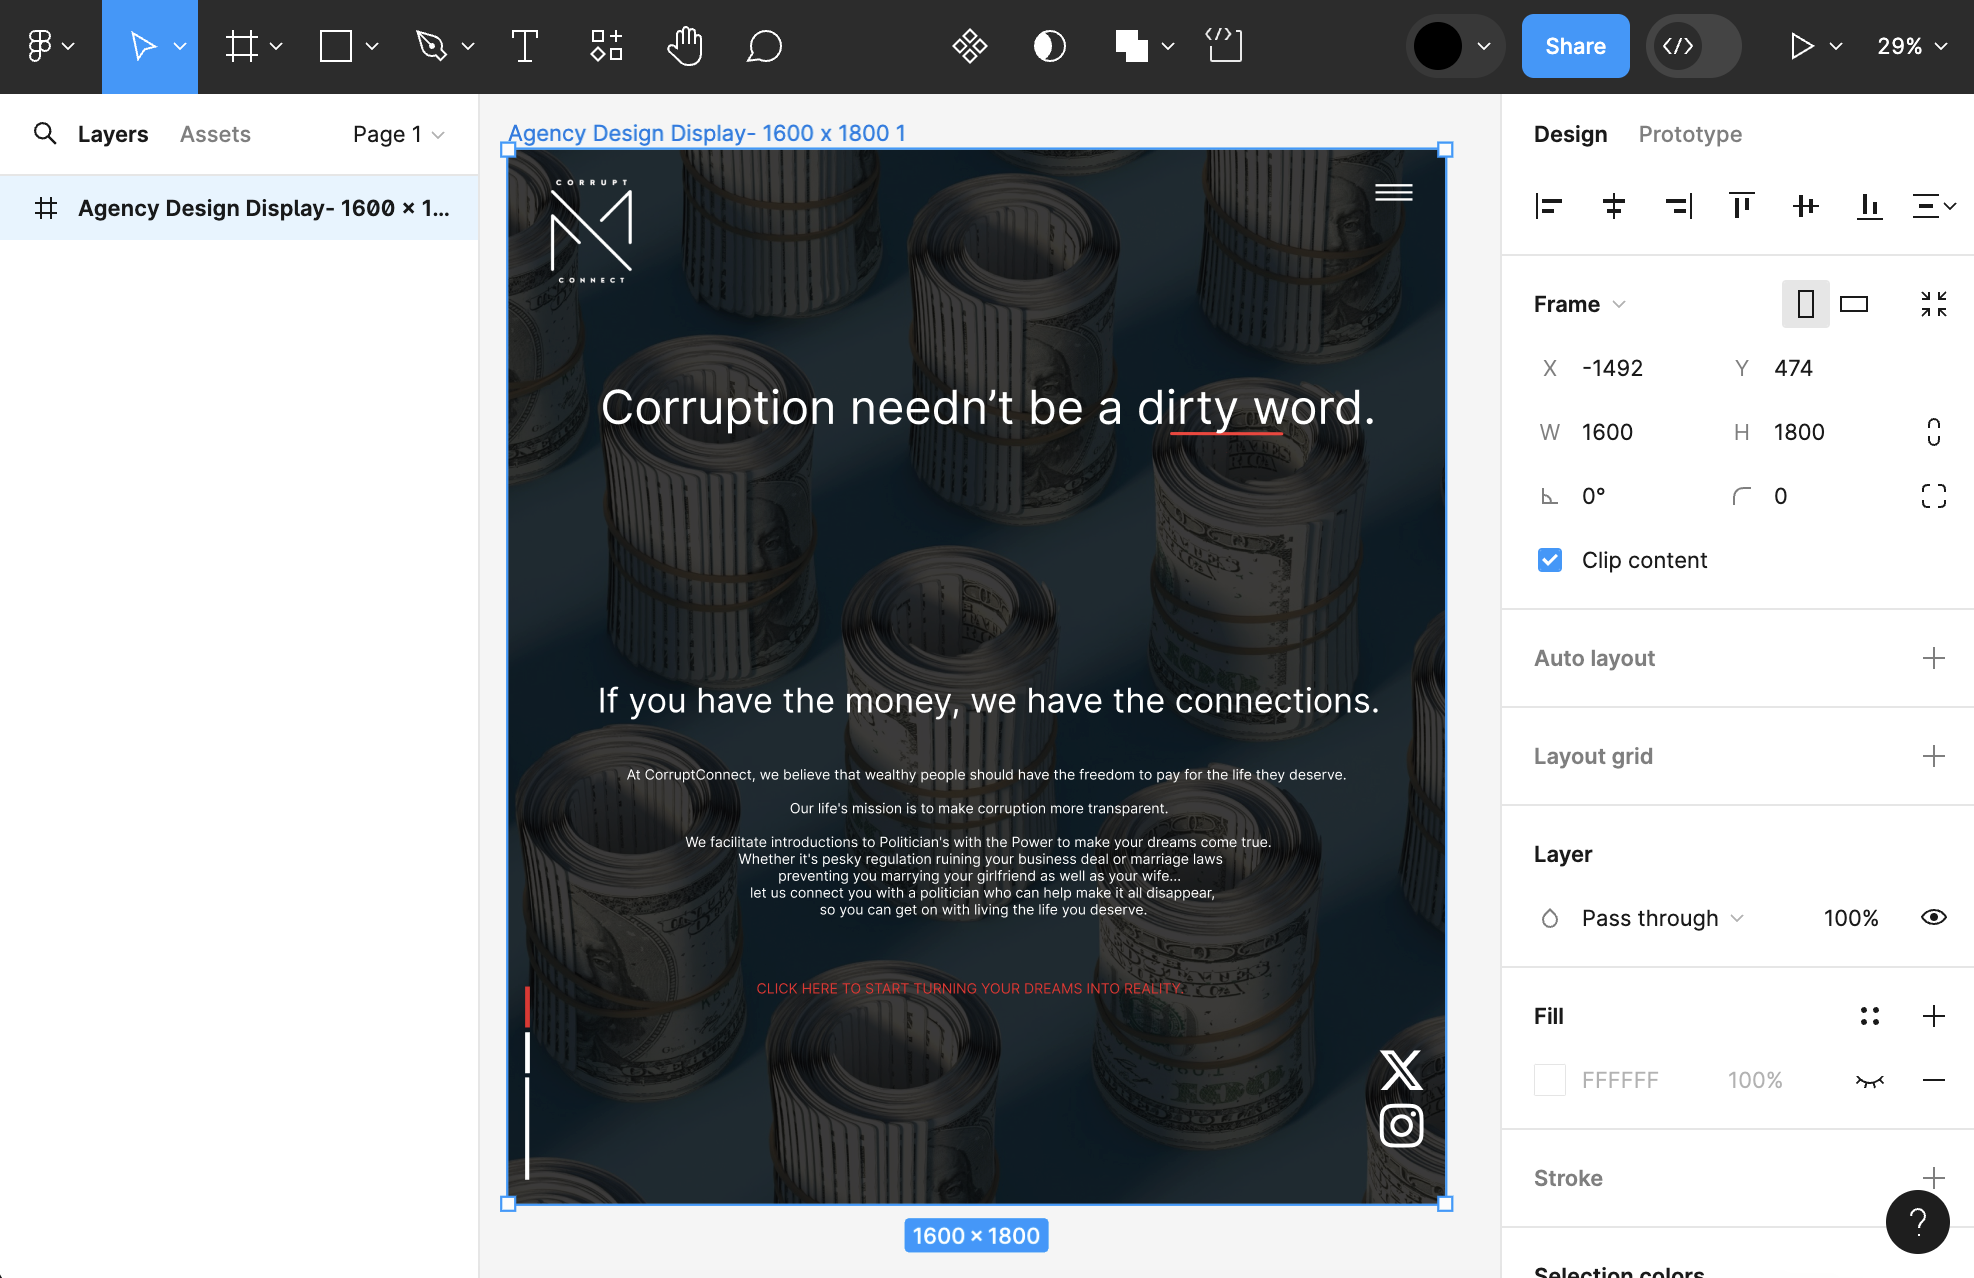 Share
29%
Layers
Assets
Page 1
Agency Design Display- 1600 × 1...
Agency Design Display- 1600 x 1800 1
CORRUPT
CONNECT
Corruption needn’t be a dirty word.
If you have the money, we have the connections.
At CorruptConnect, we believe that wealthy people should have the freedom to pay for the life they deserve.
Our life's mission is to make corruption more transparent.
We facilitate introductions to Politician's with the Power to make your dreams come true.
Whether it's pesky regulation ruining your business deal or marriage laws
preventing you marrying your girlfriend as well as your wife...
let us connect you with a politician who can help make it all disappear,
so you can get on with living the life you deserve.
CLICK HERE TO START TURNING YOUR DREAMS INTO REALITY.
1600 × 1800
Design
Prototype
Frame
X -1492 Y 474
W 1600 H 1800
0° 0
Clip content
Auto layout
Layout grid
Layer
Pass through 100%
Fill
FFFFFF 100%
Stroke
?
Selection colors